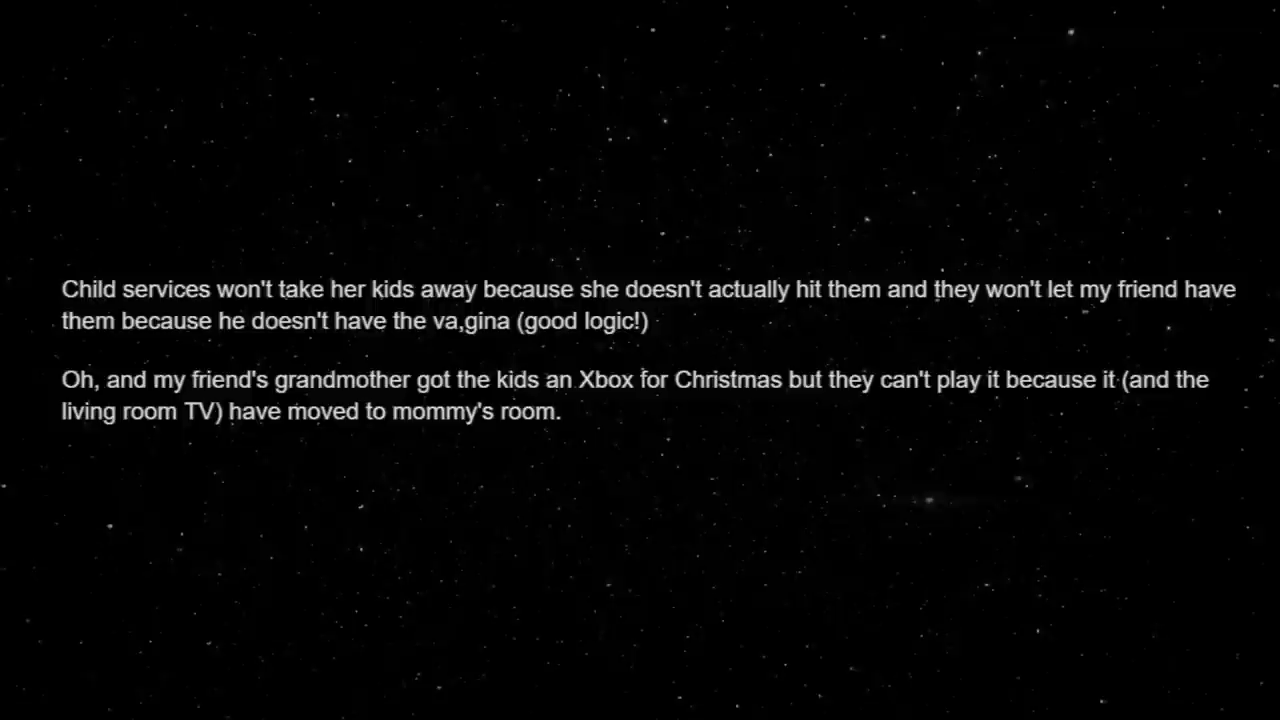 Child services won't take her kids away because she doesn't actually hit them and they won't let my friend have
them because he doesn't have the va,gina (good logic!)
Oh, and my friend's grandmother got the kids an Xbox for Christmas but they can't play it because it (and the
living room TV) have moved to mommy's room.